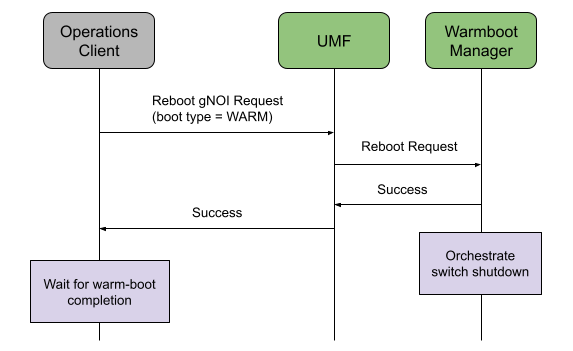 Operations
Client
UMF
Warmboot
Manager
Reboot gNOI Request
(boot type = WARM)
Reboot Request
Success
Success
Orchestrate
switch shutdown
Wait for warm-boot
completion